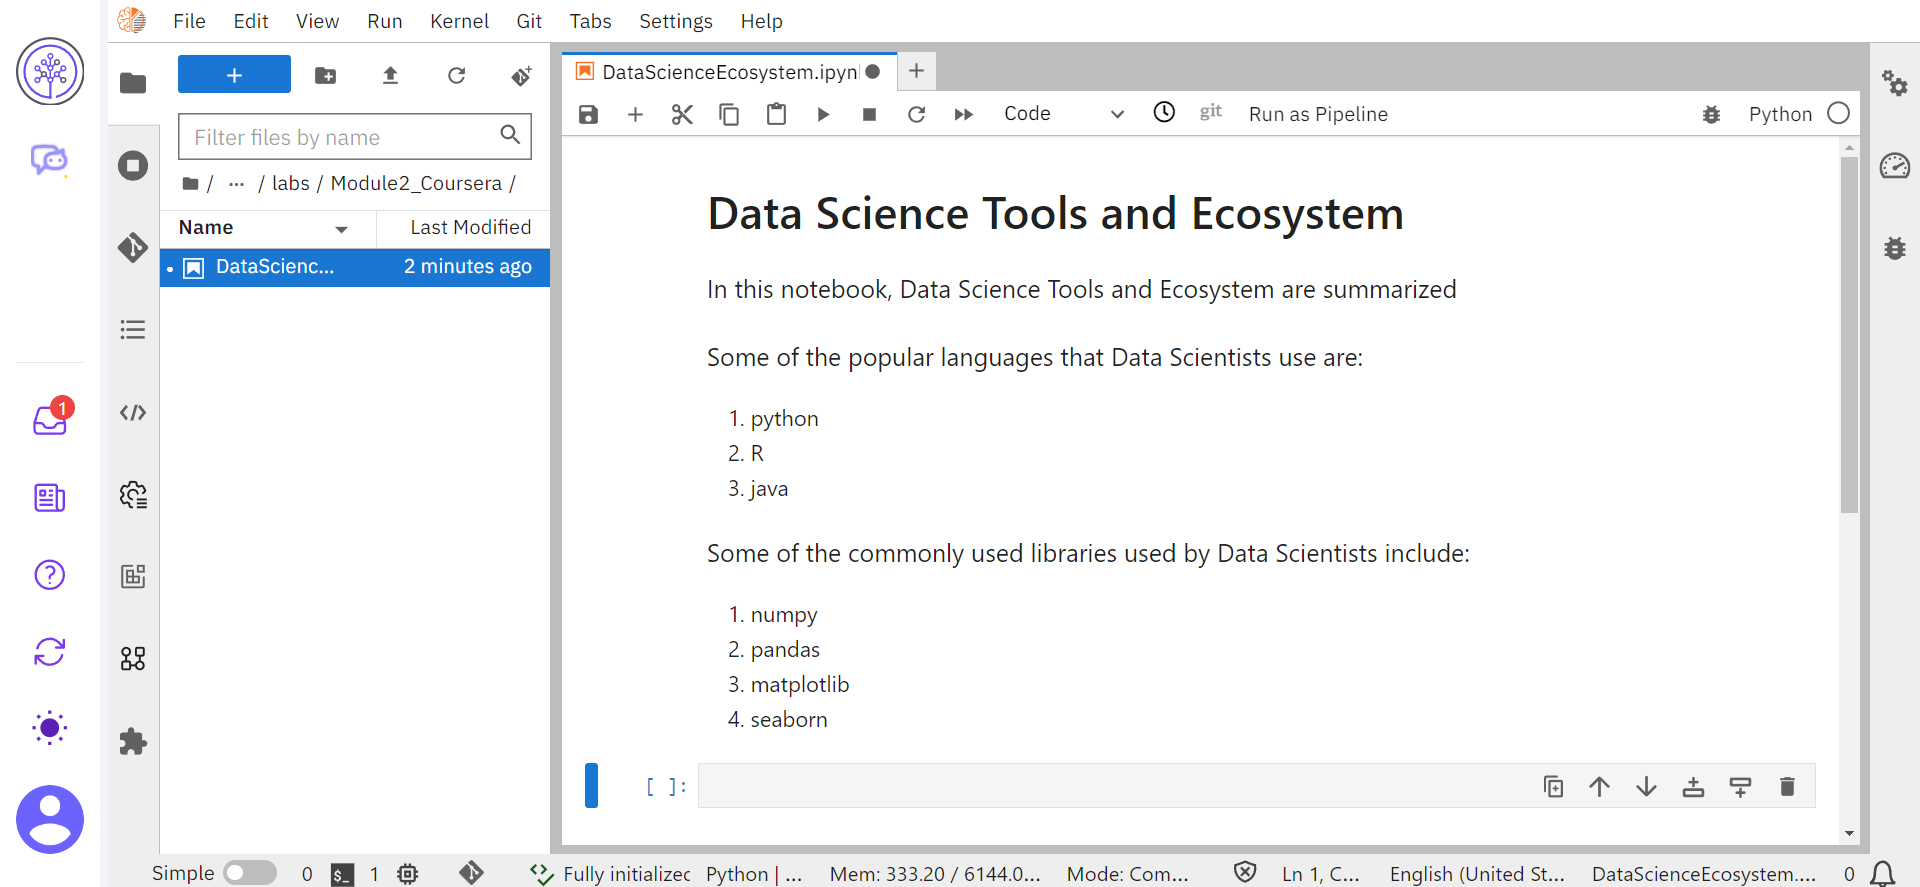 File Edit View Run Kernel Git Tabs Settings Help
DataScienceEcosystem.ipyn
Code
git
Run as Pipeline
Python
Filter files by name
/ ... / labs / Module2_Coursera /
Name Last Modified
DataScienc... 2 minutes ago
1
Data Science Tools and Ecosystem
In this notebook, Data Science Tools and Ecosystem are summarized
Some of the popular languages that Data Scientists use are:
1. python
2. R
3. java
Some of the commonly used libraries used by Data Scientists include:
1. numpy
2. pandas
3. matplotlib
4. seaborn
[ ]:
Simple 0 $_ 1 Fully initialized Python | ... Mem: 333.20 / 6144.0... Mode: Com... Ln 1, C... English (United St... DataScienceEcosystem.... 0